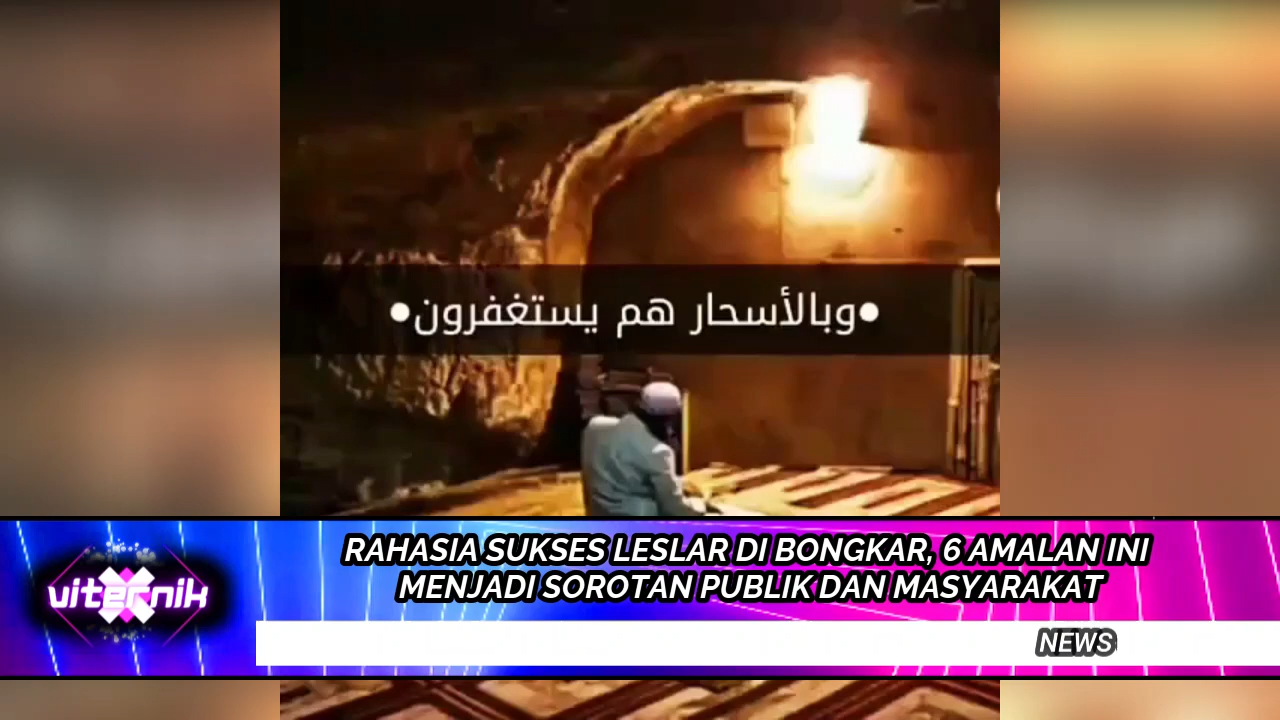 •وبالأسحار هم يستغفرون•
RAHASIA SUKSES LESLAR DI BONGKAR, 6 AMALAN INI
MENJADI SOROTAN PUBLIK DAN MASYARAKAT
viternik
NEWS